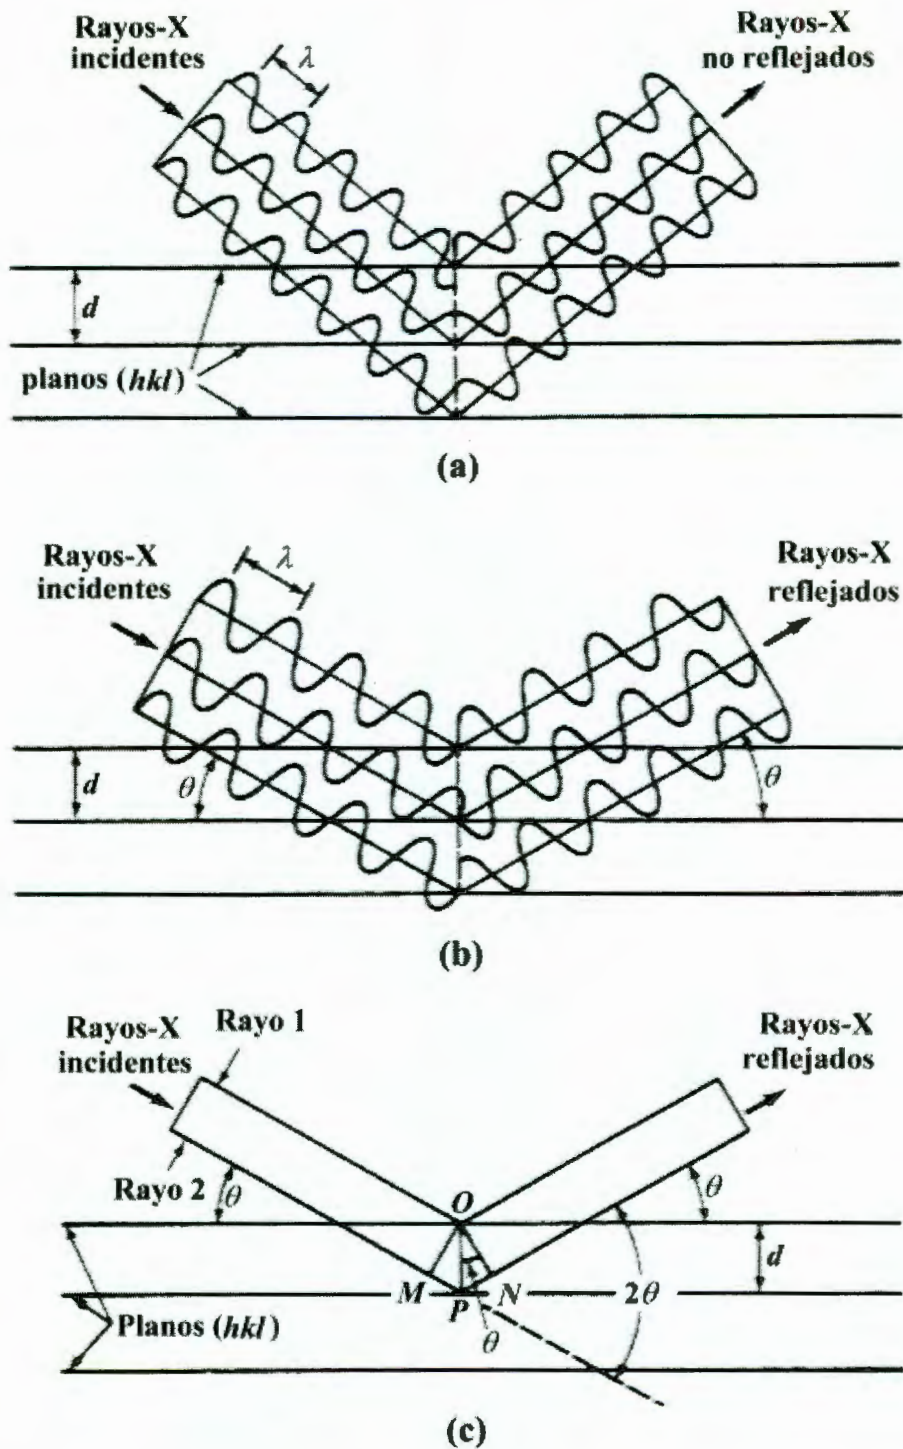 Rayos-X
incidentes
λ
Rayos-X
no reflejados
d
planos (hkl)
(a)
Rayos-X
incidentes
λ
Rayos-X
reflejados
d
θ
θ
(b)
Rayos-X
incidentes
Rayo 1
Rayos-X
reflejados
Rayo 2
θ
O
θ
d
M
P
N
2θ
θ
Planos (hkl)
(c)